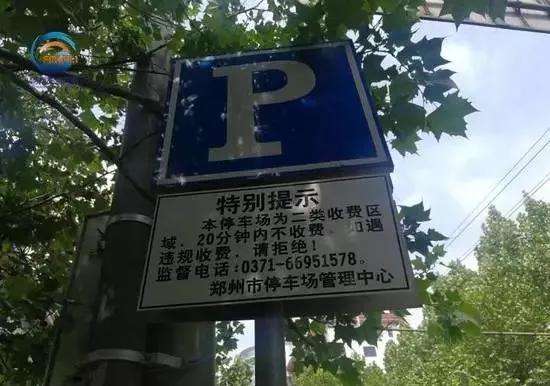 P
特别提示
本停车场为二类收费区
域，20分钟内不收费。如遇
违规收费，请拒绝！
监督电话:0371-66951578。
郑州市停车场管理中心